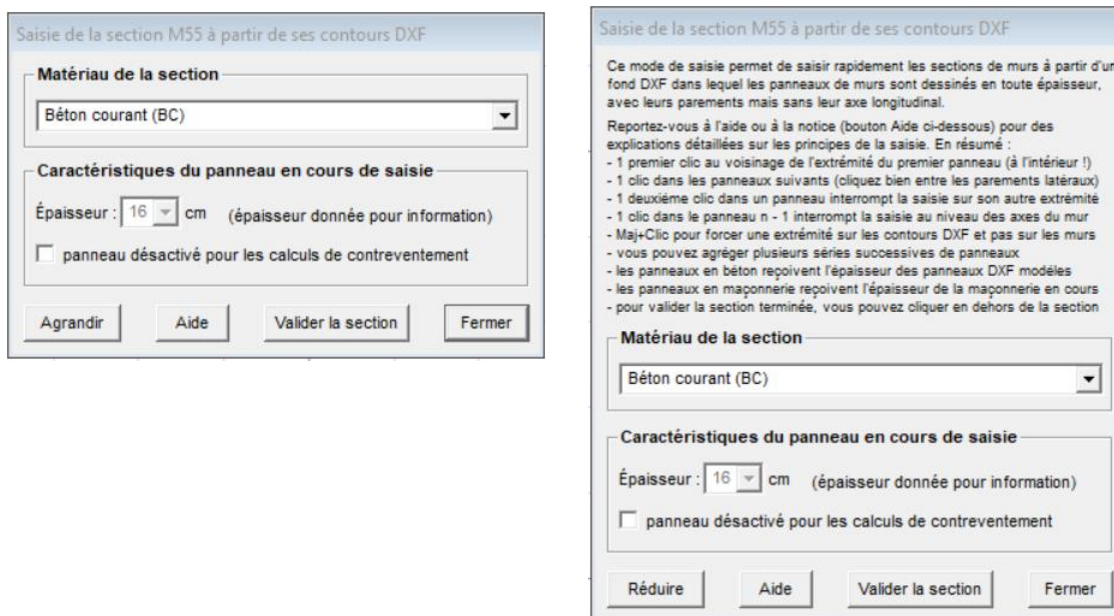 Saisie de la section M55 à partir de ses contours DXF
Matériau de la section
Béton courant (BC)
Caractéristiques du panneau en cours de saisie
Épaisseur : 16 cm (épaisseur donnée pour information)
panneau désactivé pour les calculs de contreventement
Agrandir Aide Valider la section Fermer
Saisie de la section M55 à partir de ses contours DXF
Ce mode de saisie permet de saisir rapidement les sections de murs à partir d'un
fond DXF dans lequel les panneaux de murs sont dessinés en toute épaisseur,
avec leurs parements mais sans leur axe longitudinal.
Reportez-vous à l'aide ou à la notice (bouton Aide ci-dessous) pour des
explications détaillées sur les principes de la saisie. En résumé :
- 1 premier clic au voisinage de l'extrémité du premier panneau (à l'intérieur !)
- 1 clic dans les panneaux suivants (cliquez bien entre les parements latéraux)
- 1 deuxième clic dans un panneau interrompt la saisie sur son autre extrémité
- 1 clic dans le panneau n - 1 interrompt la saisie au niveau des axes du mur
- Maj+Clic pour forcer une extrémité sur les contours DXF et pas sur les murs
- vous pouvez agréger plusieurs séries successives de panneaux
- les panneaux en béton reçoivent l'épaisseur des panneaux DXF modèles
- les panneaux en maçonnerie reçoivent l'épaisseur de la maçonnerie en cours
- pour valider la section terminée, vous pouvez cliquer en dehors de la section
Matériau de la section
Béton courant (BC)
Caractéristiques du panneau en cours de saisie
Épaisseur : 16 cm (épaisseur donnée pour information)
panneau désactivé pour les calculs de contreventement
Réduire Aide Valider la section Fermer